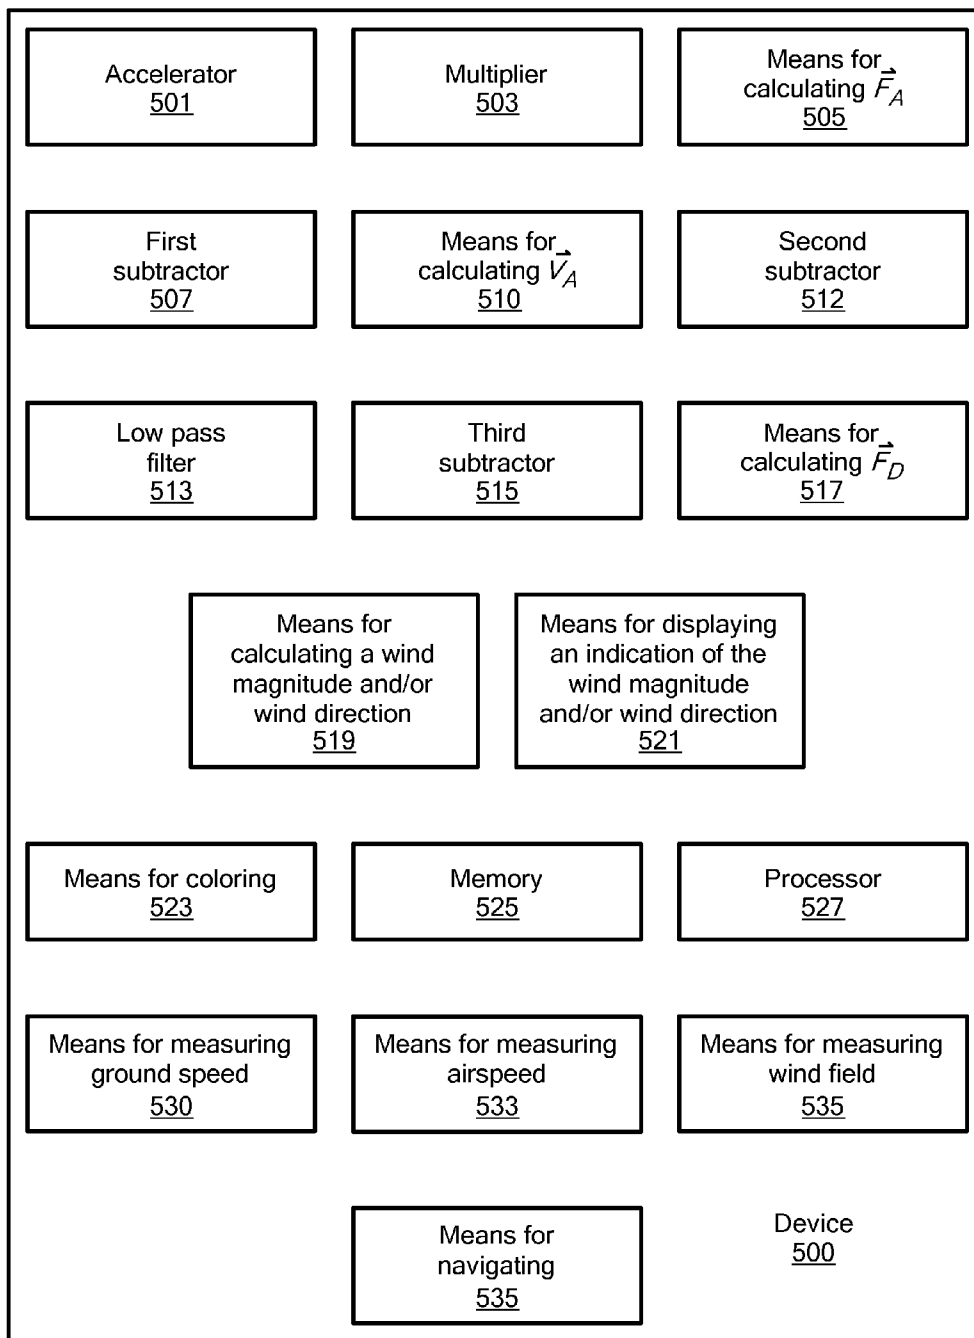 Accelerator
501
Multiplier
503
Means for
calculating F⃗_A
505
First
subtractor
507
Means for
calculating V⃗_A
510
Second
subtractor
512
Low pass
filter
513
Third
subtractor
515
Means for
calculating F⃗_D
517
Means for
calculating a wind
magnitude and/or
wind direction
519
Means for displaying
an indication of the
wind magnitude
and/or wind direction
521
Means for coloring
523
Memory
525
Processor
527
Means for measuring
ground speed
530
Means for measuring
airspeed
533
Means for measuring
wind field
535
Means for
navigating
535
Device
500